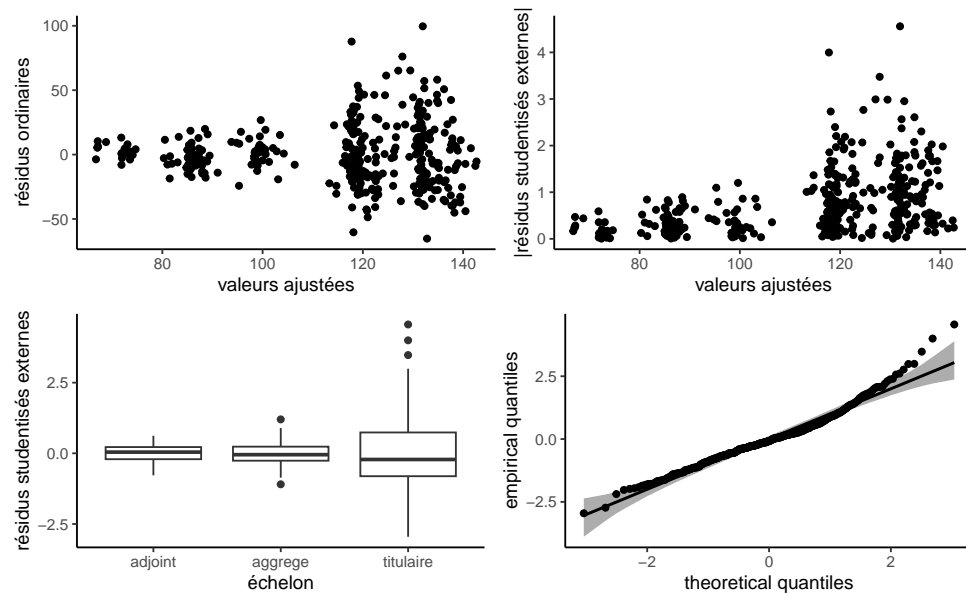 résidus ordinaires
100
50
0
−50
80
100
120
140
valeurs ajustées
|résidus studentisés externes|
4
3
2
1
0
80
100
120
140
valeurs ajustées
résidus studentisés externes
2.5
0.0
−2.5
adjoint
aggrege
titulaire
échelon
empirical quantiles
2.5
0.0
−2.5
−2
0
2
theoretical quantiles